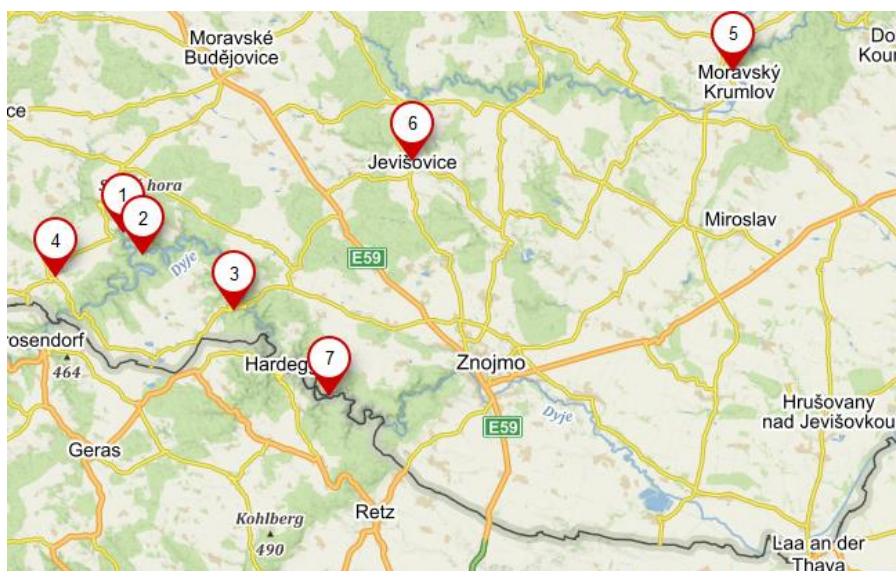 Moravské
Budějovice
5
Do
Kour
Moravský
Krumlov
6
ce
Jevišovice
hora
1
2
Miroslav
4
Dyje
E59
3
rosendorf
464
Hardegg
7
Znojmo
Dyje
Hrušovany
nad Jevišovkou
E59
Geras
Retz
Kohlberg
490
Laa an der
Thaya